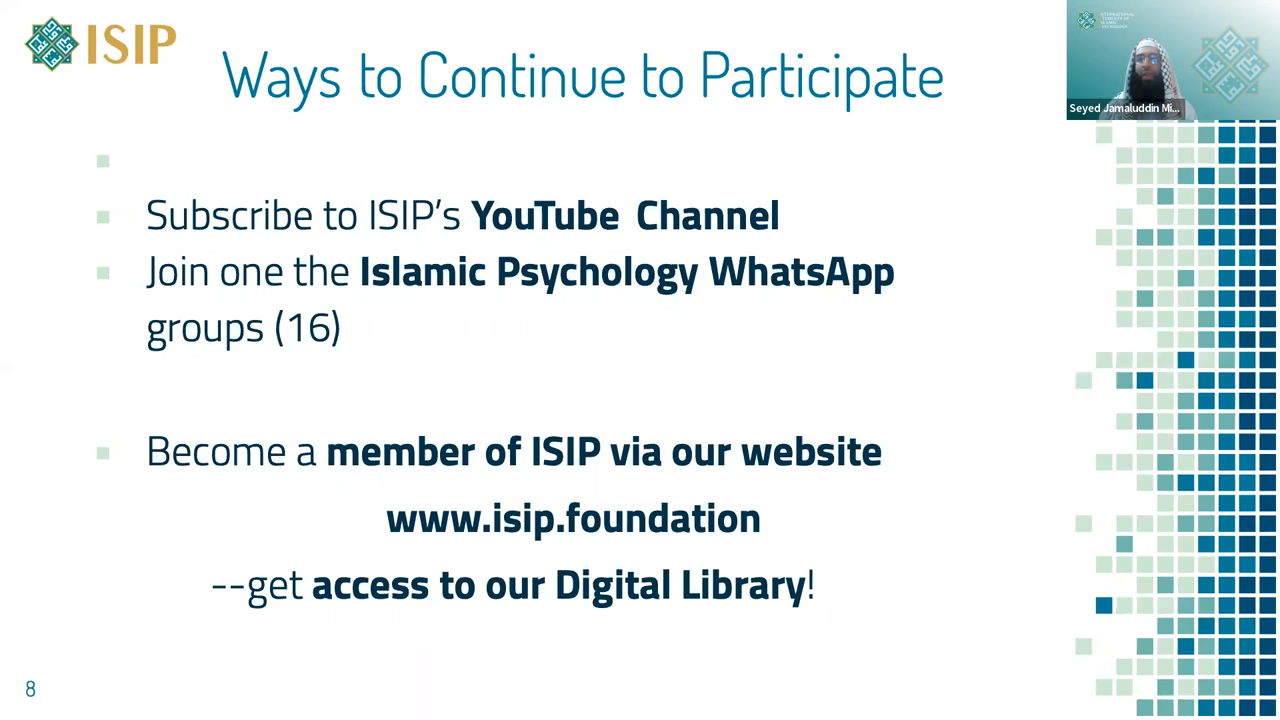 ISIP
Ways to Continue to Participate
INTERNATIONAL
ISLAMIC
Seyed Jamaluddin Mi...
Subscribe to ISIP’s YouTube Channel
Join one the Islamic Psychology WhatsApp
groups (16)
Become a member of ISIP via our website
www.isip.foundation
--get access to our Digital Library!
8